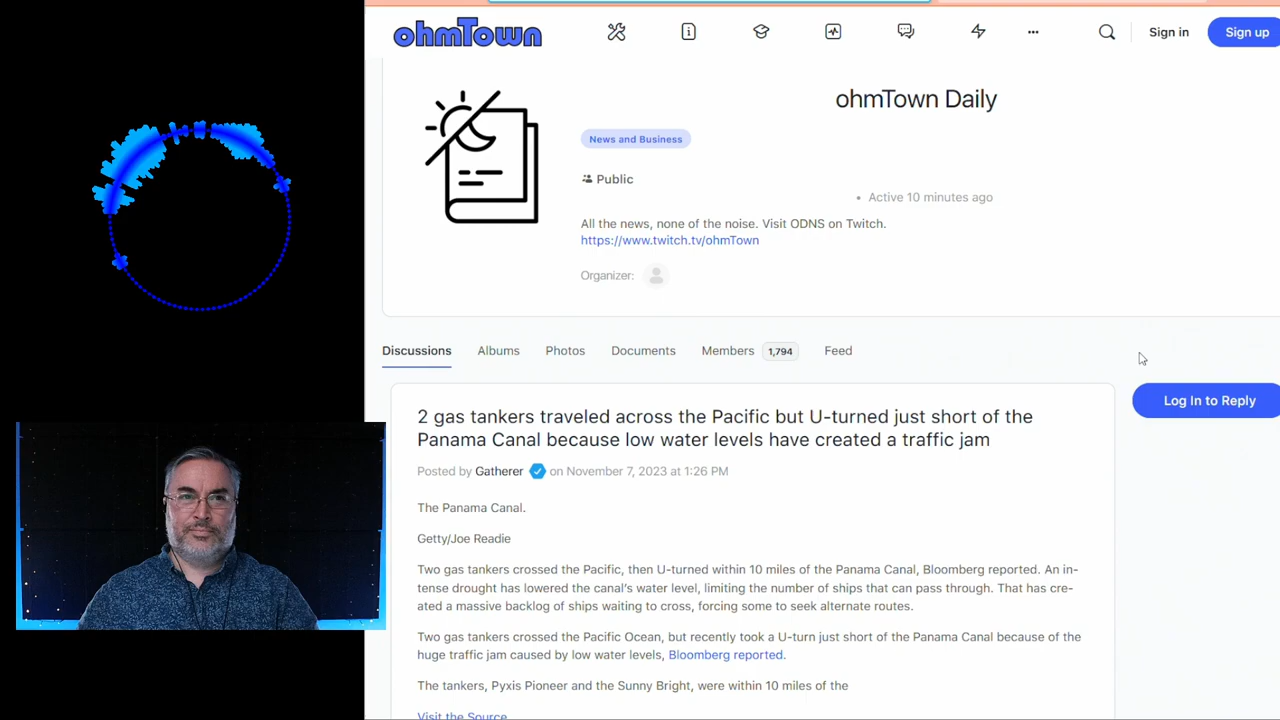 ohmTown
Sign in
Sign up
ohmTown Daily
News and Business
Public
• Active 10 minutes ago
All the news, none of the noise. Visit ODNS on Twitch.
https://www.twitch.tv/ohmTown
Organizer:
Discussions
Albums
Photos
Documents
Members 1,794
Feed
Log In to Reply
2 gas tankers traveled across the Pacific but U-turned just short of the
Panama Canal because low water levels have created a traffic jam
Posted by Gatherer on November 7, 2023 at 1:26 PM
The Panama Canal.
Getty/Joe Readie
Two gas tankers crossed the Pacific, then U-turned within 10 miles of the Panama Canal, Bloomberg reported. An in-
tense drought has lowered the canal's water level, limiting the number of ships that can pass through. That has cre-
ated a massive backlog of ships waiting to cross, forcing some to seek alternate routes.
Two gas tankers crossed the Pacific Ocean, but recently took a U-turn just short of the Panama Canal because of the
huge traffic jam caused by low water levels, Bloomberg reported.
The tankers, Pyxis Pioneer and the Sunny Bright, were within 10 miles of the
Visit the Source